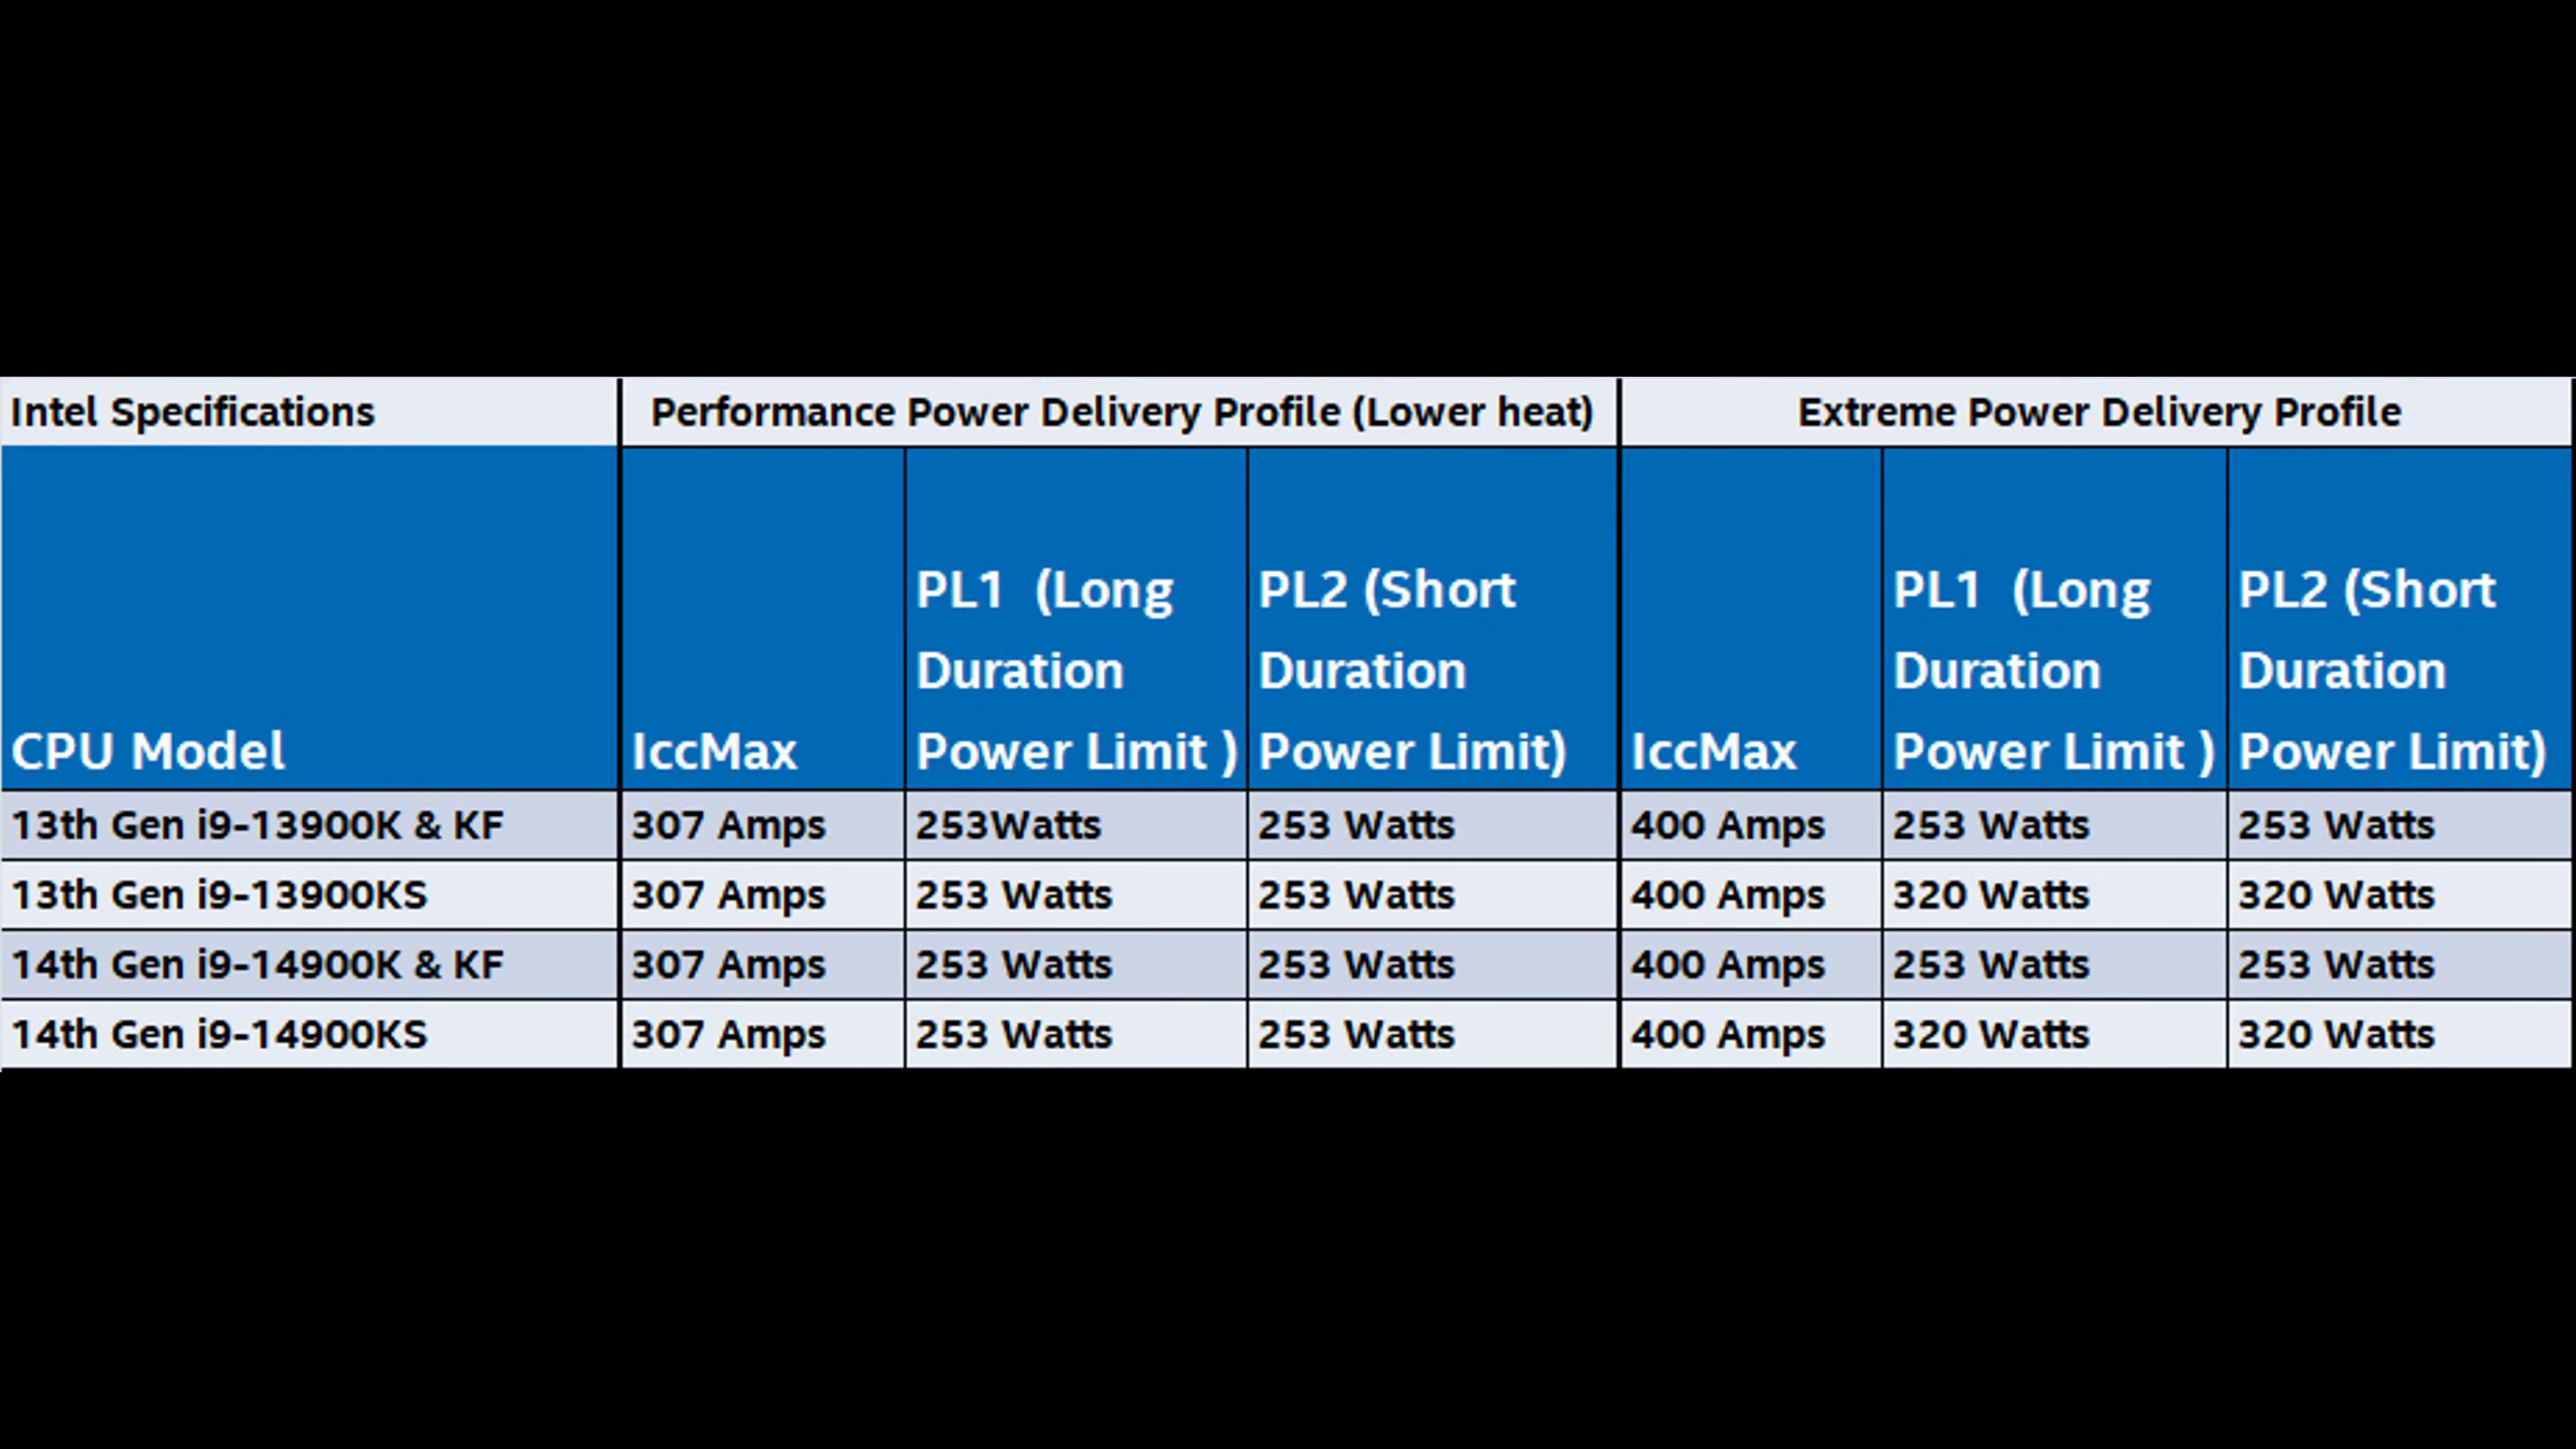 Intel Specifications Performance Power Delivery Profile (Lower heat) Extreme Power Delivery Profile
CPU Model IccMax PL1 (Long Duration Power Limit ) PL2 (Short Duration Power Limit) IccMax PL1 (Long Duration Power Limit ) PL2 (Short Duration Power Limit)
13th Gen i9-13900K & KF 307 Amps 253Watts 253 Watts 400 Amps 253 Watts 253 Watts
13th Gen i9-13900KS 307 Amps 253 Watts 253 Watts 400 Amps 320 Watts 320 Watts
14th Gen i9-14900K & KF 307 Amps 253 Watts 253 Watts 400 Amps 253 Watts 253 Watts
14th Gen i9-14900KS 307 Amps 253 Watts 253 Watts 400 Amps 320 Watts 320 Watts